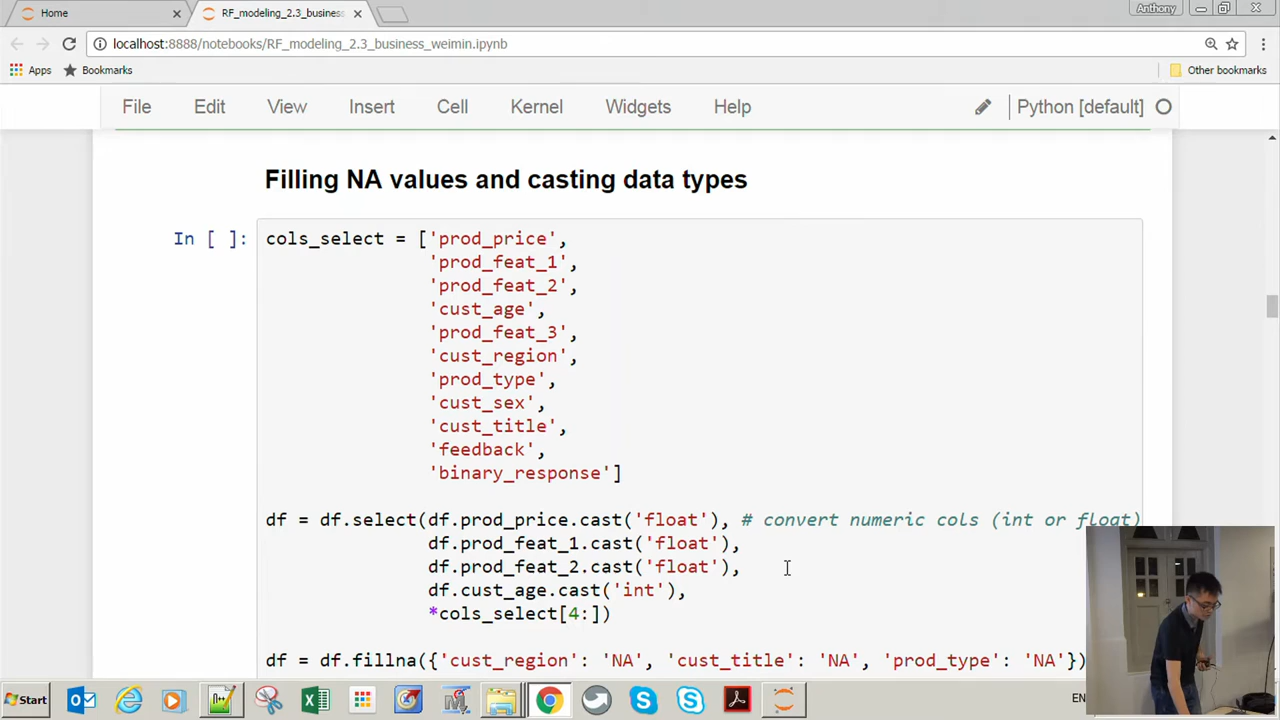 Home
RF_modeling_2.3_business_
Anthony
localhost:8888/notebooks/RF_modeling_2.3_business_weimin.ipynb
Apps
Bookmarks
Other bookmarks
File
Edit
View
Insert
Cell
Kernel
Widgets
Help
Python [default]
Filling NA values and casting data types
In [ ]:
cols_select = ['prod_price',
'prod_feat_1',
'prod_feat_2',
'cust_age',
'prod_feat_3',
'cust_region',
'prod_type',
'cust_sex',
'cust_title',
'feedback',
'binary_response']
df = df.select(df.prod_price.cast('float'), # convert numeric cols (int or float)
df.prod_feat_1.cast('float'),
df.prod_feat_2.cast('float'),
df.cust_age.cast('int'),
*cols_select[4:])
df = df.fillna({'cust_region': 'NA', 'cust_title': 'NA', 'prod_type': 'NA'})
Start
EN